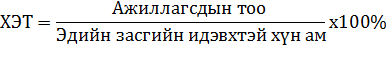 ХЭТ = Ажиллагсдын тоо / Эдийн засгийн идэвхтэй хүн ам x100%